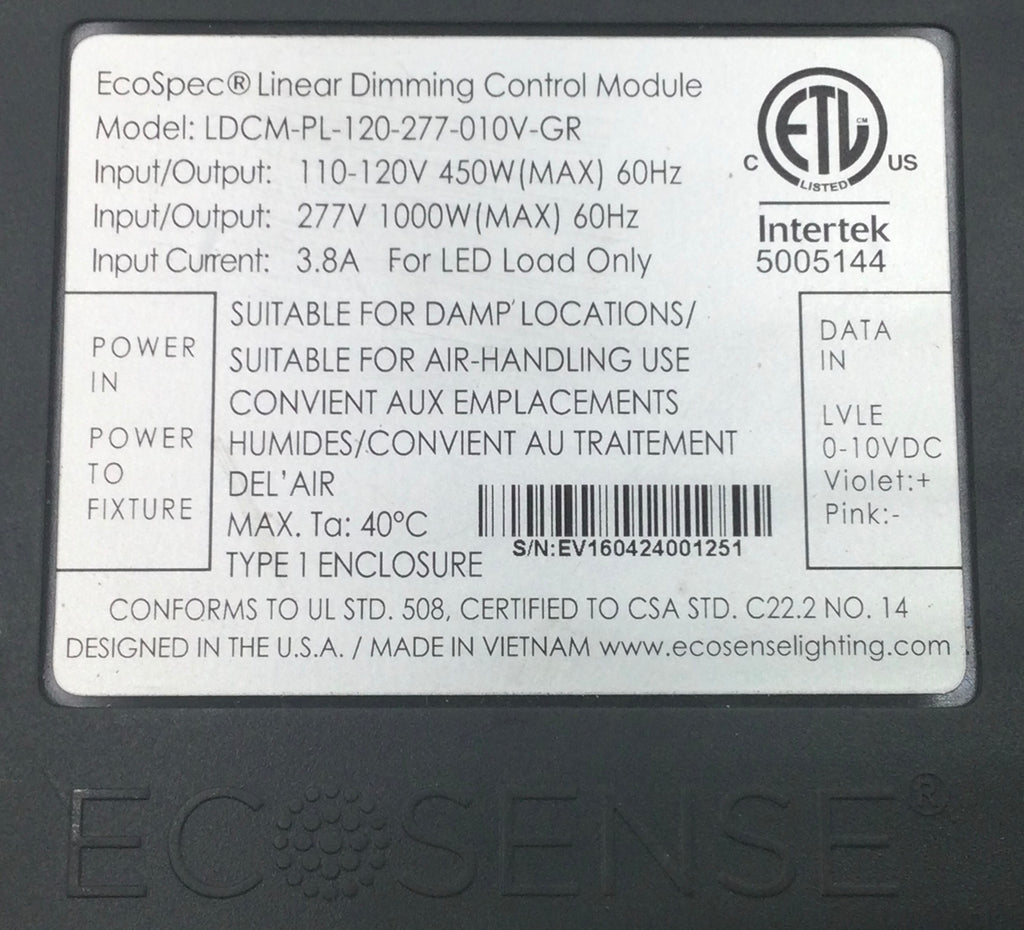 EcoSpec® Linear Dimming Control Module
Model: LDCM-PL-120-277-010V-GR
Input/Output: 110-120V 450W(MAX) 60Hz
Input/Output: 277V 1000W(MAX) 60Hz
Input Current: 3.8A For LED Load Only
ETL CM
C US
LISTED
Intertek
5005144
POWER
IN
POWER
TO
FIXTURE
SUITABLE FOR DAMP LOCATIONS/
SUITABLE FOR AIR-HANDLING USE
CONVIENT AUX EMPLACEMENTS
HUMIDES/CONVIENT AU TRAITEMENT
DEL'AIR
MAX. Ta: 40°C
TYPE 1 ENCLOSURE
S/N:EV160424001251
DATA
IN
LVLE
0-10VDC
Violet:+
Pink:-
CONFORMS TO UL STD. 508, CERTIFIED TO CSA STD. C22.2 NO. 14
DESIGNED IN THE U.S.A. / MADE IN VIETNAM www.ecosenselighting.com
ECOSENSE®